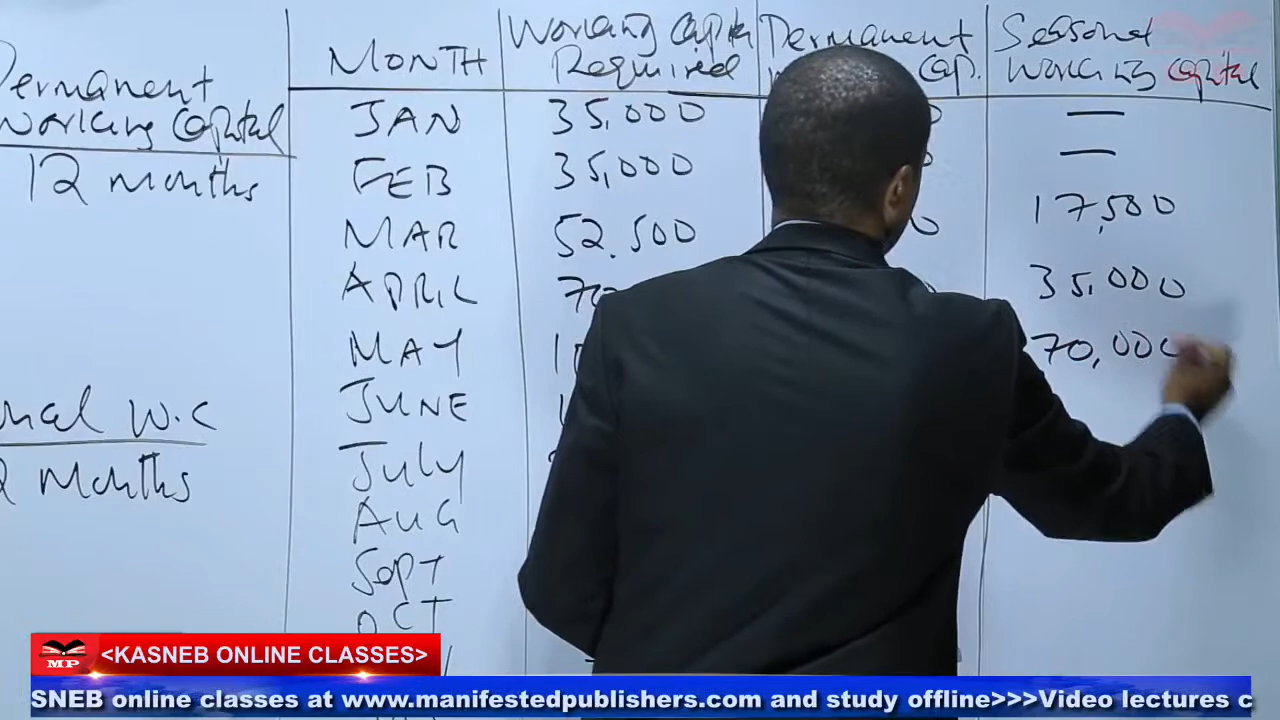 Permanent
Working Capital
12 months
W.C
Months
MONTH
Working Capital
Required
Permanent
Cap.
Seasonal
Working Capital
JAN 35,000 —
FEB 35,000 —
MAR 52.500 17,500
APRIL 35,000
MAY 70,000
JUNE
July
AUG
Sept
OCT
MP
<KASNEB ONLINE CLASSES>
SNEB online classes at www.manifestedpublishers.com and study offline>>>Video lectures c